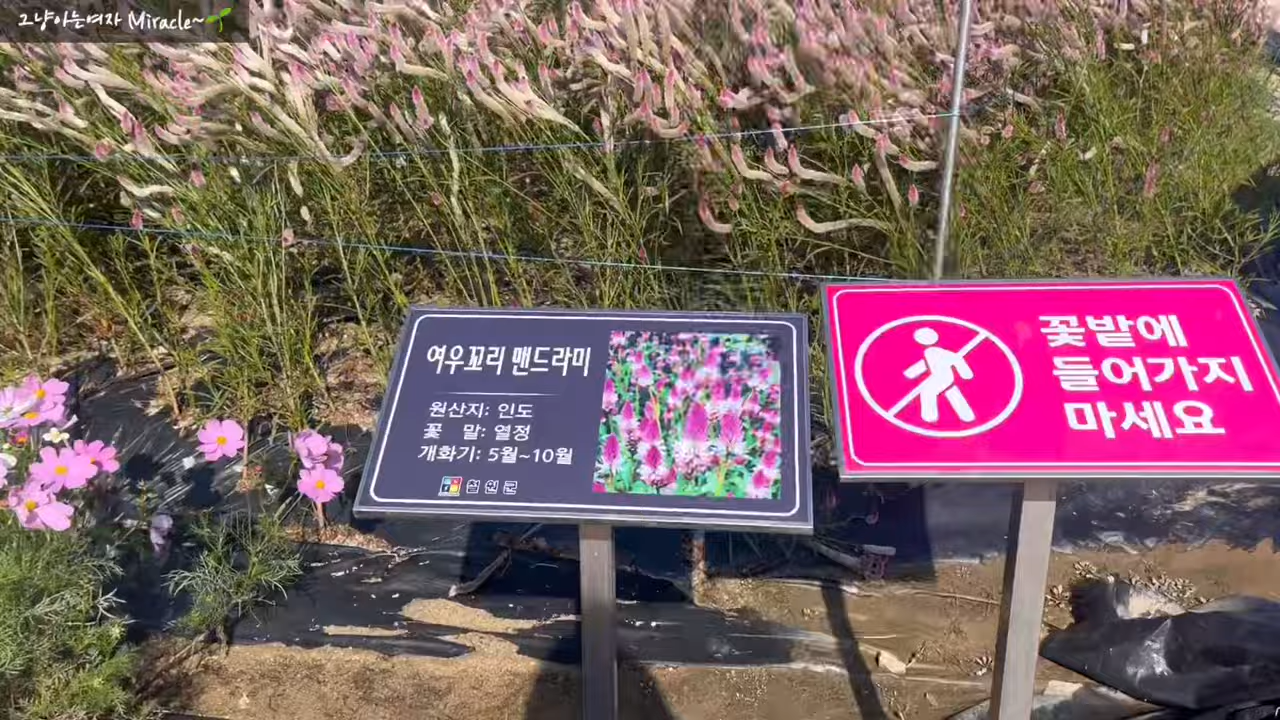 그냥아는여자 Miracle~
여우꼬리 맨드라미
원산지: 인도
꽃 말: 열정
개화기: 5월~10월
꽃밭에
들어가지
마세요